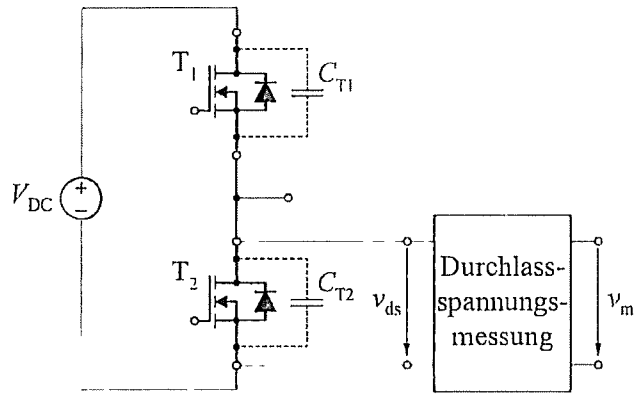 T1
CT1
VDC
+
−
T2
CT2
vds
Durchlass-
spannungs-
messung
vm